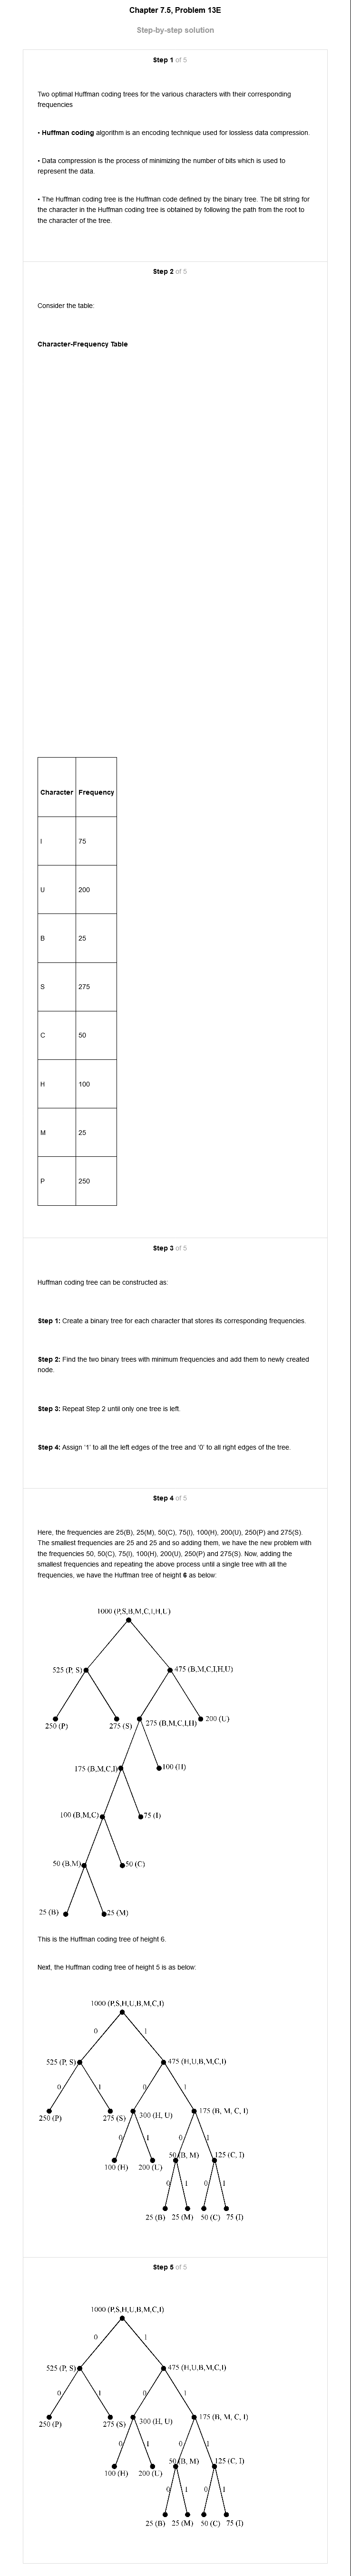 Chapter 7.5, Problem 13E
Step-by-step solution
Step 1 of 5
Two optimal Huffman coding trees for the various characters with their corresponding
frequencies
• Huffman coding algorithm is an encoding technique used for lossless data compression.
• Data compression is the process of minimizing the number of bits which is used to
represent the data.
• The Huffman coding tree is the Huffman code defined by the binary tree. The bit string for
the character in the Huffman coding tree is obtained by following the path from the root to
the character of the tree.
Step 2 of 5
Consider the table:
Character-Frequency Table
Character Frequency
I 75
U 200
B 25
S 275
C 50
H 100
M 25
P 250
Step 3 of 5
Huffman coding tree can be constructed as:
Step 1: Create a binary tree for each character that stores its corresponding frequencies.
Step 2: Find the two binary trees with minimum frequencies and add them to newly created
node.
Step 3: Repeat Step 2 until only one tree is left.
Step 4: Assign '1' to all the left edges of the tree and '0' to all right edges of the tree.
Step 4 of 5
Here, the frequencies are 25(B), 25(M), 50(C), 75(I), 100(H), 200(U), 250(P) and 275(S).
The smallest frequencies are 25 and 25 and so adding them, we have the new problem with
the frequencies 50, 50(C), 75(I), 100(H), 200(U), 250(P) and 275(S). Now, adding the
smallest frequencies and repeating the above process until a single tree with all the
frequencies, we have the Huffman tree of height 6 as below:
1000 (P,S,B,M,C,I,H,U)
525 (P, S) 475 (B,M,C,I,H,U)
250 (P) 275 (S) 275 (B,M,C,I,H) 200 (U)
175 (B,M,C,I) 100 (H)
100 (B,M,C) 75 (I)
50 (B,M) 50 (C)
25 (B) 25 (M)
This is the Huffman coding tree of height 6.
Next, the Huffman coding tree of height 5 is as below:
1000 (P,S,H,U,B,M,C,I)
0 1
525 (P, S) 475 (H,U,B,M,C,I)
0 1 0 1
250 (P) 275 (S) 300 (H, U) 175 (B, M, C, I)
0 1 0 1
100 (H) 200 (U) 50 (B, M) 125 (C, I)
0 1 0 1
25 (B) 25 (M) 50 (C) 75 (I)
Step 5 of 5
1000 (P,S,H,U,B,M,C,I)
0 1
525 (P, S) 475 (H,U,B,M,C,I)
0 1 0 1
250 (P) 275 (S) 300 (H, U) 175 (B, M, C, I)
0 1 0 1
100 (H) 200 (U) 50 (B, M) 125 (C, I)
0 1 0 1
25 (B) 25 (M) 50 (C) 75 (I)